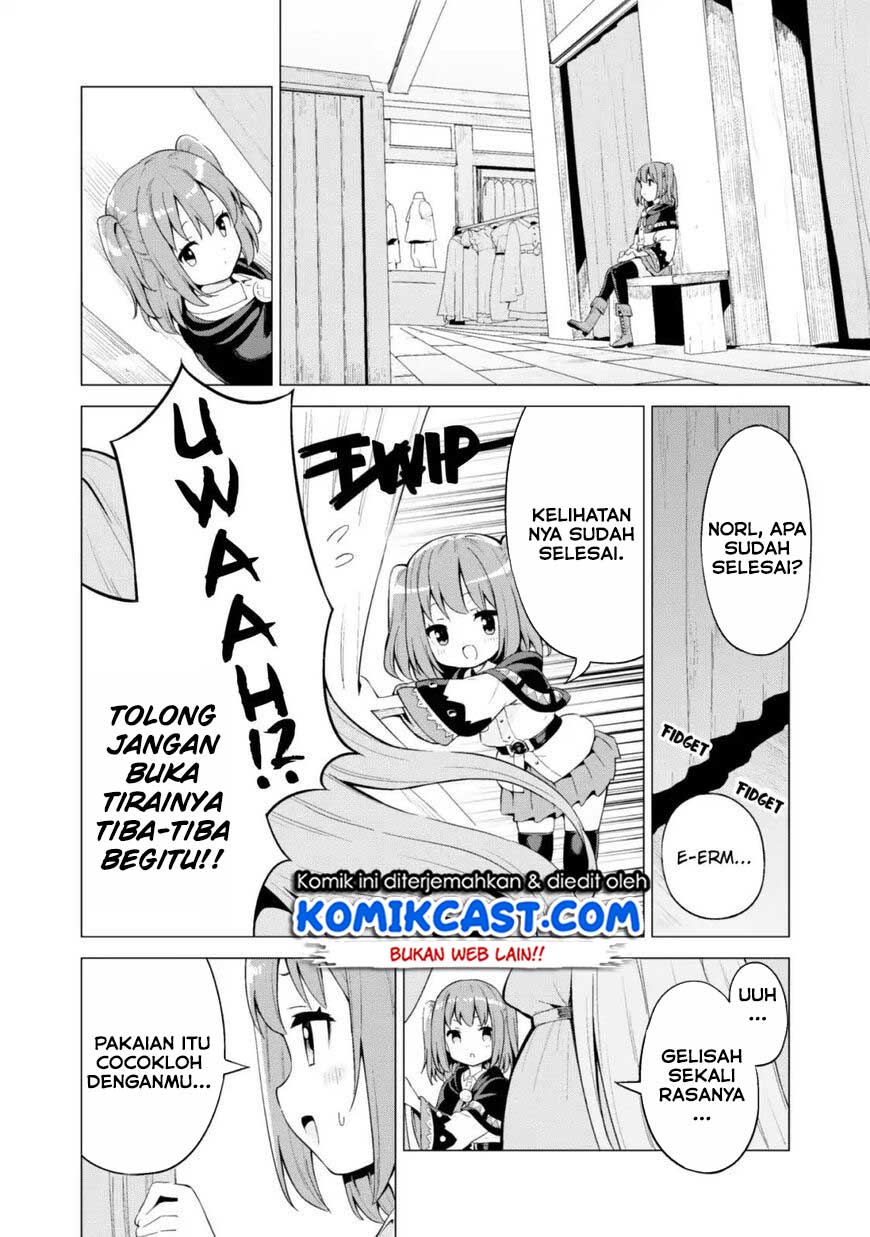 NORL, APA
SUDAH
SELESAI?
FIDGET
FIDGET
E-ERM...
KELIHATAN
NYA SUDAH
SELESAI.
FWIP
UWAAH!?
TOLONG
JANGAN
BUKA
TIRAINYA
TIBA-TIBA
BEGITU!!
Komik ini diterjemahkan & diedit oleh
KOMIKCAST.COM
BUKAN WEB LAIN!!
UUH
...
GELISAH
SEKALI
RASANYA
...
PAKAIAN ITU
COCOKLOH
DENGANMU...